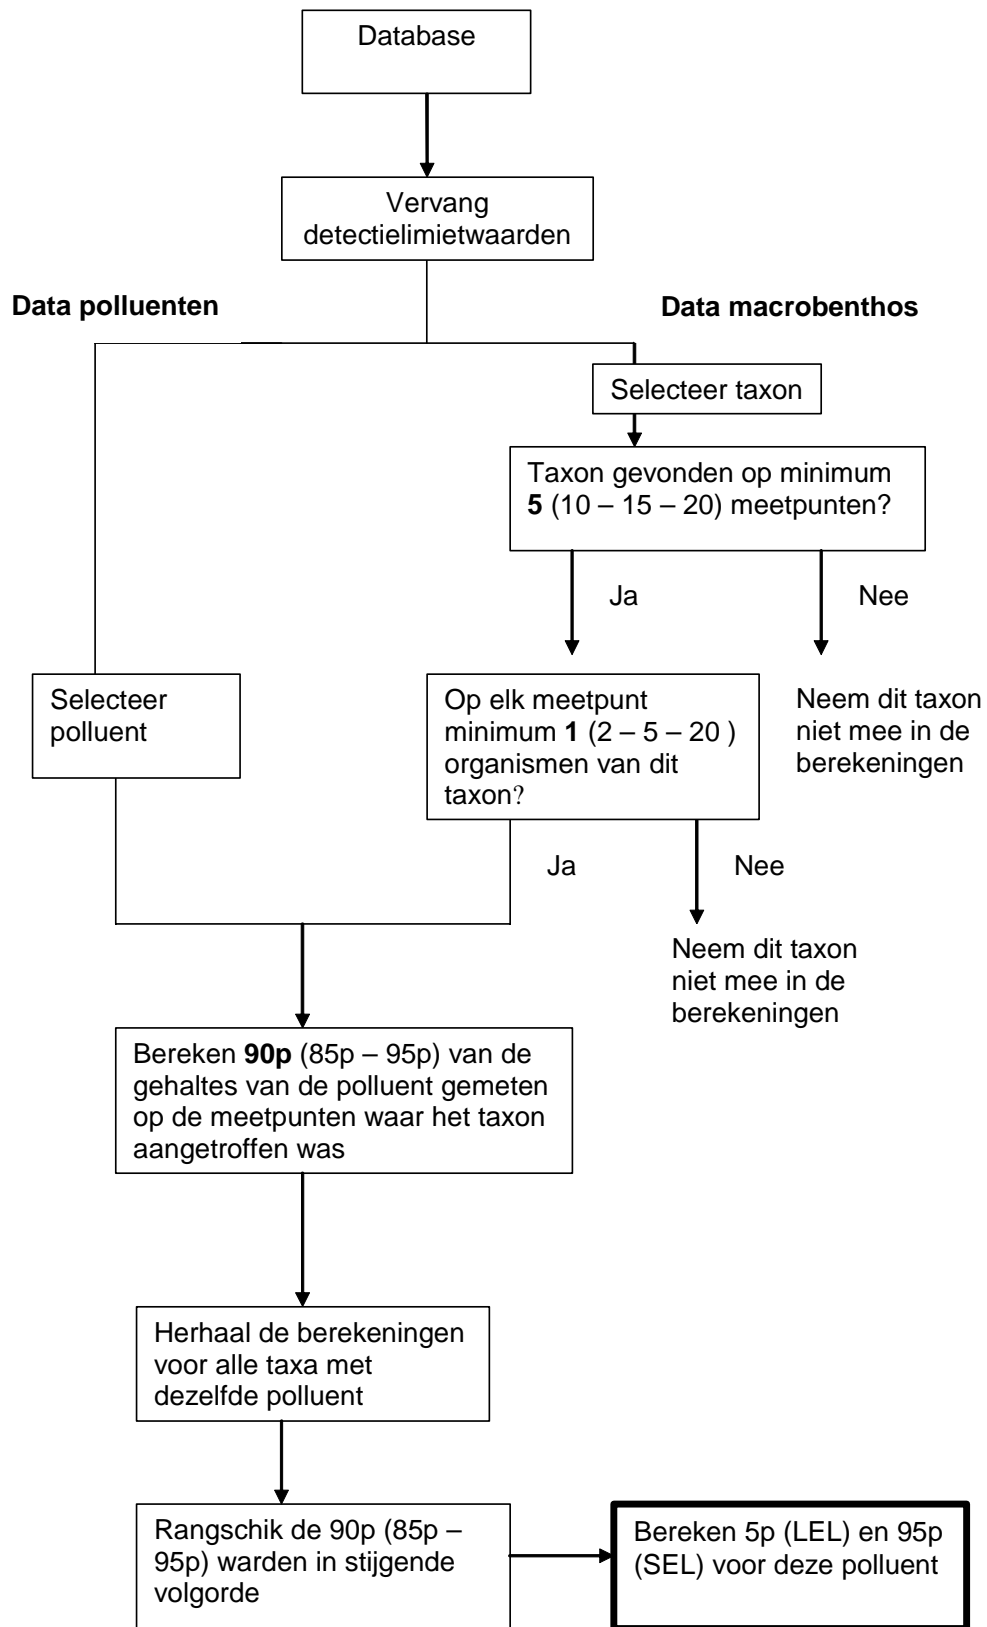 Database
Vervang
detectielimietwaarden
Data polluenten
Data macrobenthos
Selecteer taxon
Taxon gevonden op minimum
5 (10 – 15 – 20) meetpunten?
Ja
Nee
Selecteer
polluent
Op elk meetpunt
minimum 1 (2 – 5 – 20 )
organismen van dit
taxon?
Neem dit taxon
niet mee in de
berekeningen
Ja
Nee
Neem dit taxon
niet mee in de
berekeningen
Bereken 90p (85p – 95p) van de
gehaltes van de polluent gemeten
op de meetpunten waar het taxon
aangetroffen was
Herhaal de berekeningen
voor alle taxa met
dezelfde polluent
Rangschik de 90p (85p –
95p) warden in stijgende
volgorde
Bereken 5p (LEL) en 95p
(SEL) voor deze polluent